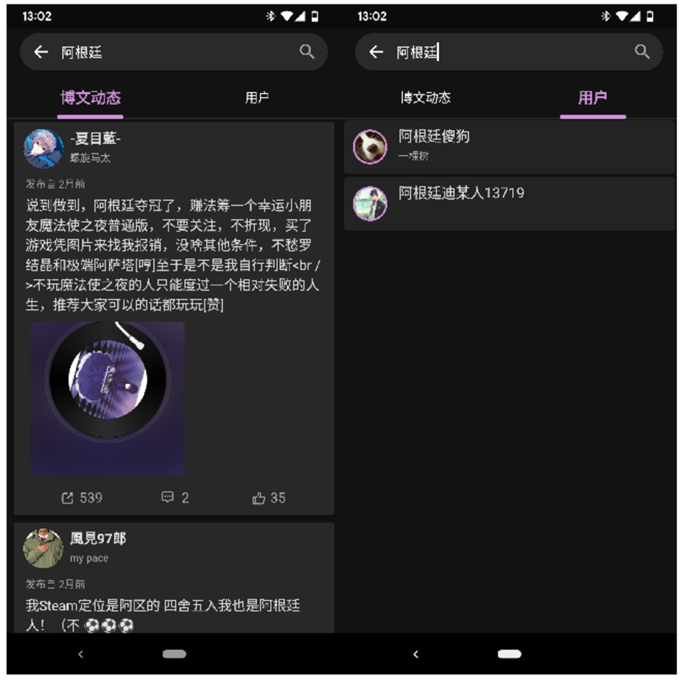 13:02
阿根廷
博文动态 用户
-夏目藍-
螺旋马太
发布自 2月前
说到做到，阿根廷夺冠了，赚法筹一个幸运小朋
友魔法使之夜普通版，不要关注，不折现，买了
游戏凭图片来找我报销，没啥其他条件，不愁罗
结晶和极端阿萨塔[哼]至于是不是我自行判断<br /
>不玩魔法使之夜的人只能度过一个相对失败的人
生，推荐大家可以的话都玩玩[赞]
539 2 35
風見97郎
my pace
发布自 2月前
我Steam定位是阿区的 四舍五入我也是阿根廷
人！（不 ⚽⚽⚽
13:02
阿根廷
博文动态 用户
阿根廷傻狗
一棵树
阿根廷迪某人13719